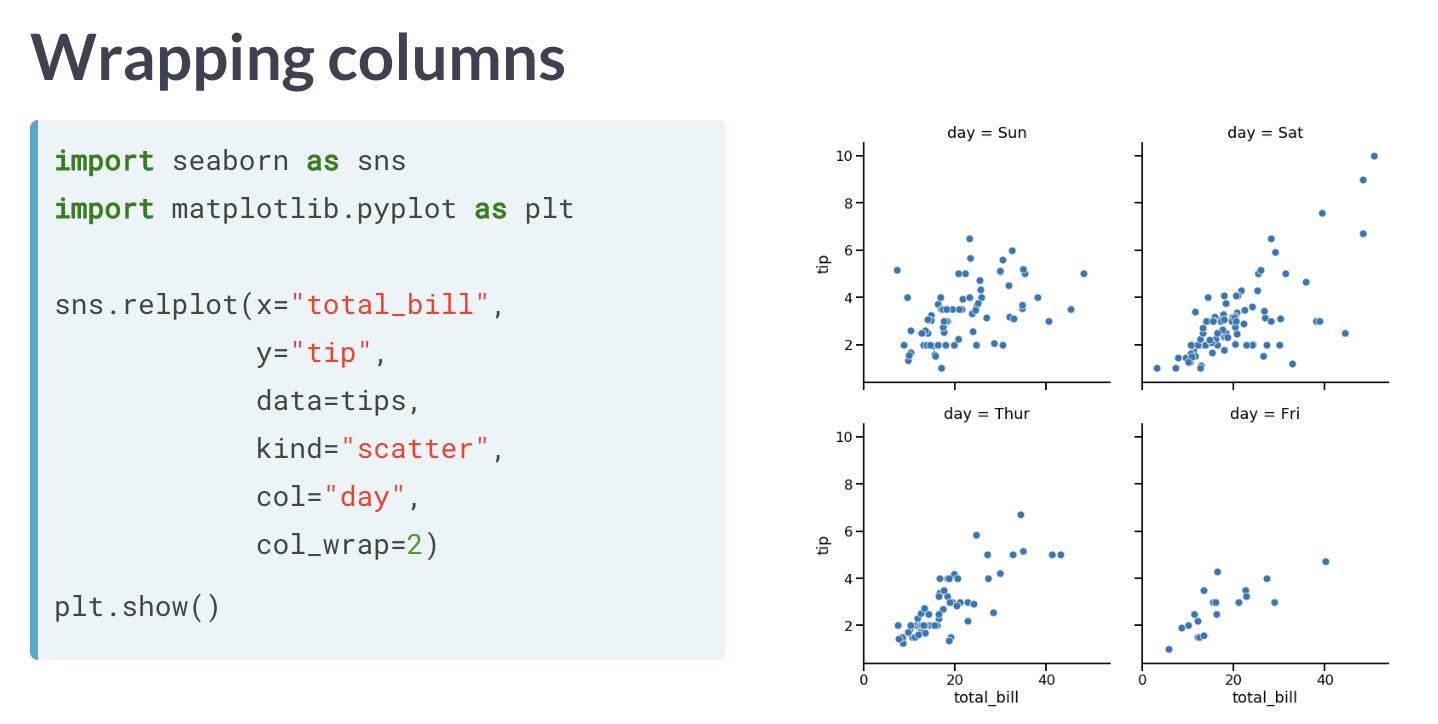 Wrapping columns
import seaborn as sns
import matplotlib.pyplot as plt
sns.relplot(x="total_bill",
y="tip",
data=tips,
kind="scatter",
col="day",
col_wrap=2)
plt.show()
day = Sun
day = Sat
10
8
6
4
2
tip
day = Thur
day = Fri
10
8
6
4
2
tip
0 20 40
total_bill
0 20 40
total_bill